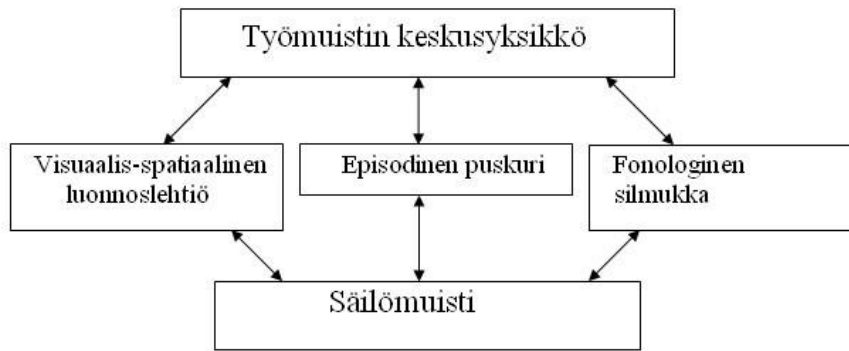 Työmuistin keskusyksikkö
Visuaalis-spatiaalinen
luonnoslehtiö
Episodinen puskuri
Fonologinen
silmukka
Säilömuisti